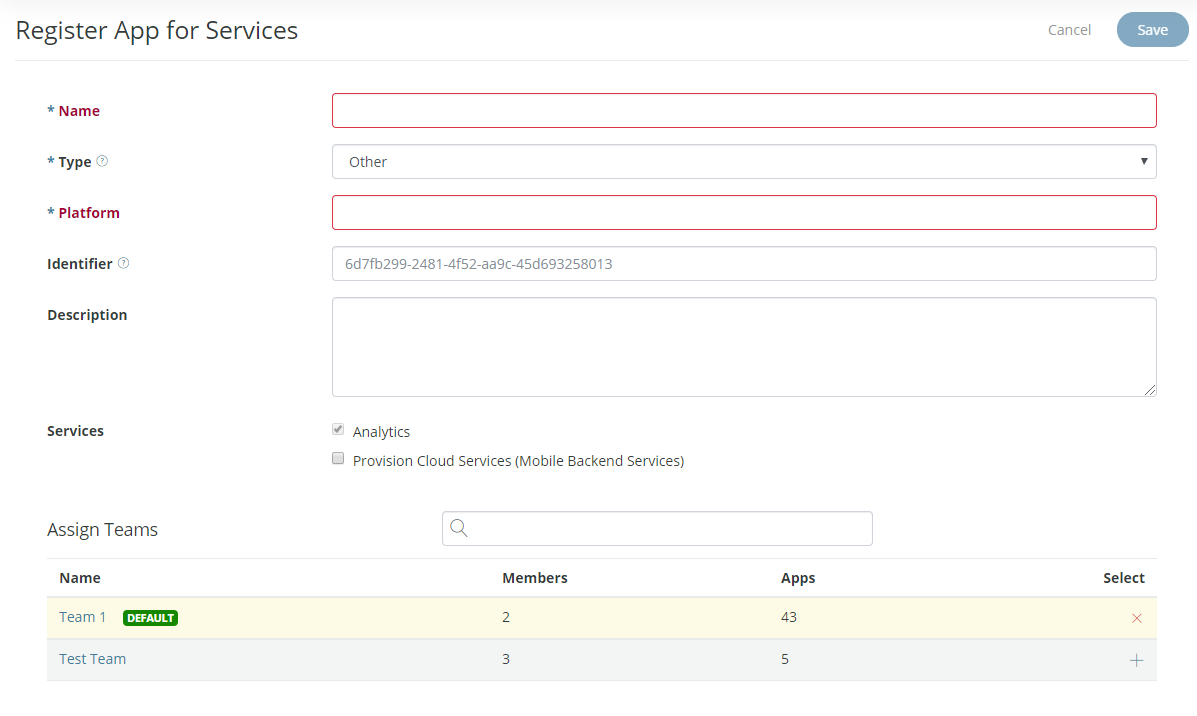 Register App for Services
Cancel
Save
* Name
* Type ?
Other
* Platform
Identifier ?
6d7fb299-2481-4f52-aa9c-45d693258013
Description
Services
Analytics
Provision Cloud Services (Mobile Backend Services)
Assign Teams
Name Members Apps Select
Team 1 DEFAULT 2 43
Test Team 3 5